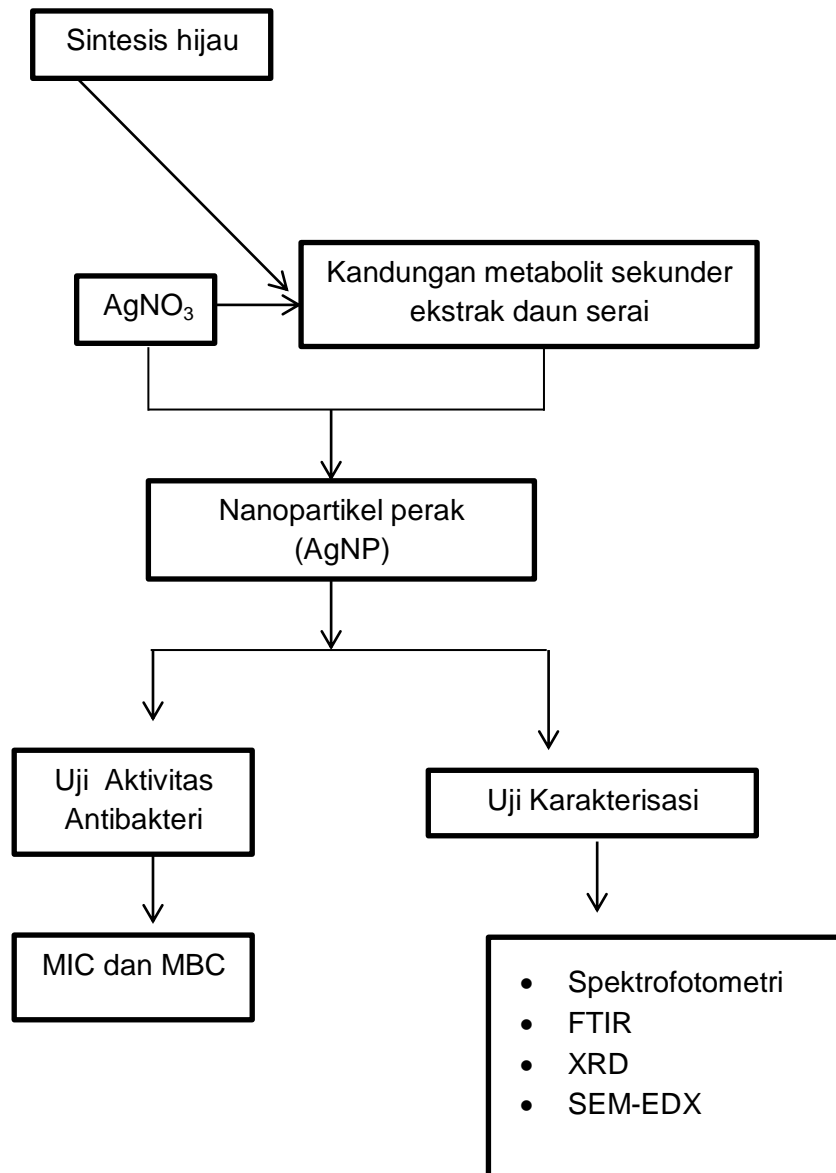 Sintesis hijau
AgNO₃
Kandungan metabolit sekunder
ekstrak daun serai
Nanopartikel perak
(AgNP)
Uji Aktivitas
Antibakteri
Uji Karakterisasi
MIC dan MBC
• Spektrofotometri
• FTIR
• XRD
• SEM-EDX